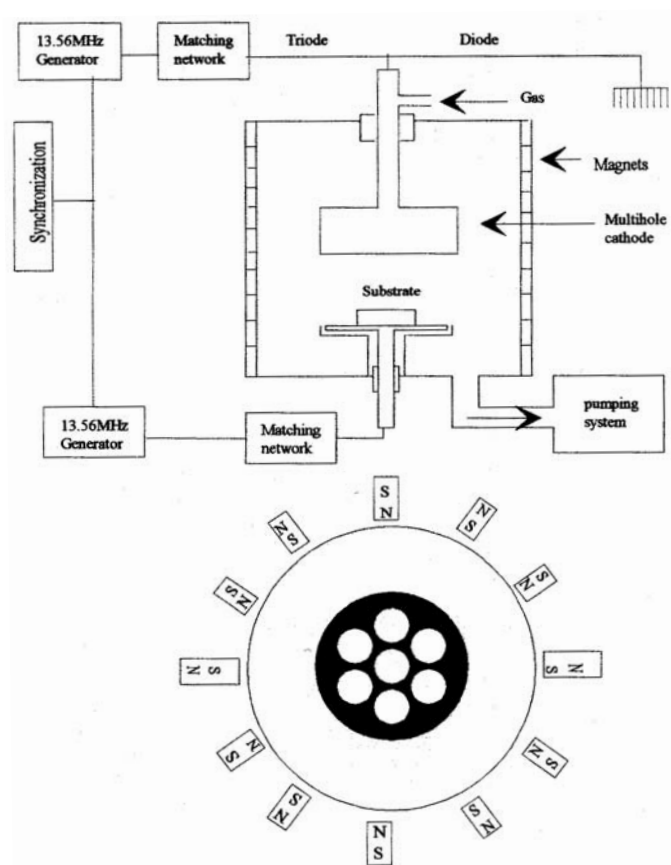 13.56MHz
Generator
Matching
network
Triode
Diode
Gas
Magnets
Synchronization
Multihole
cathode
Substrate
13.56MHz
Generator
Matching
network
pumping
system
S
N
N S
N S
N S
N S
N S
S N
S N
N S
N S
S N
N
S